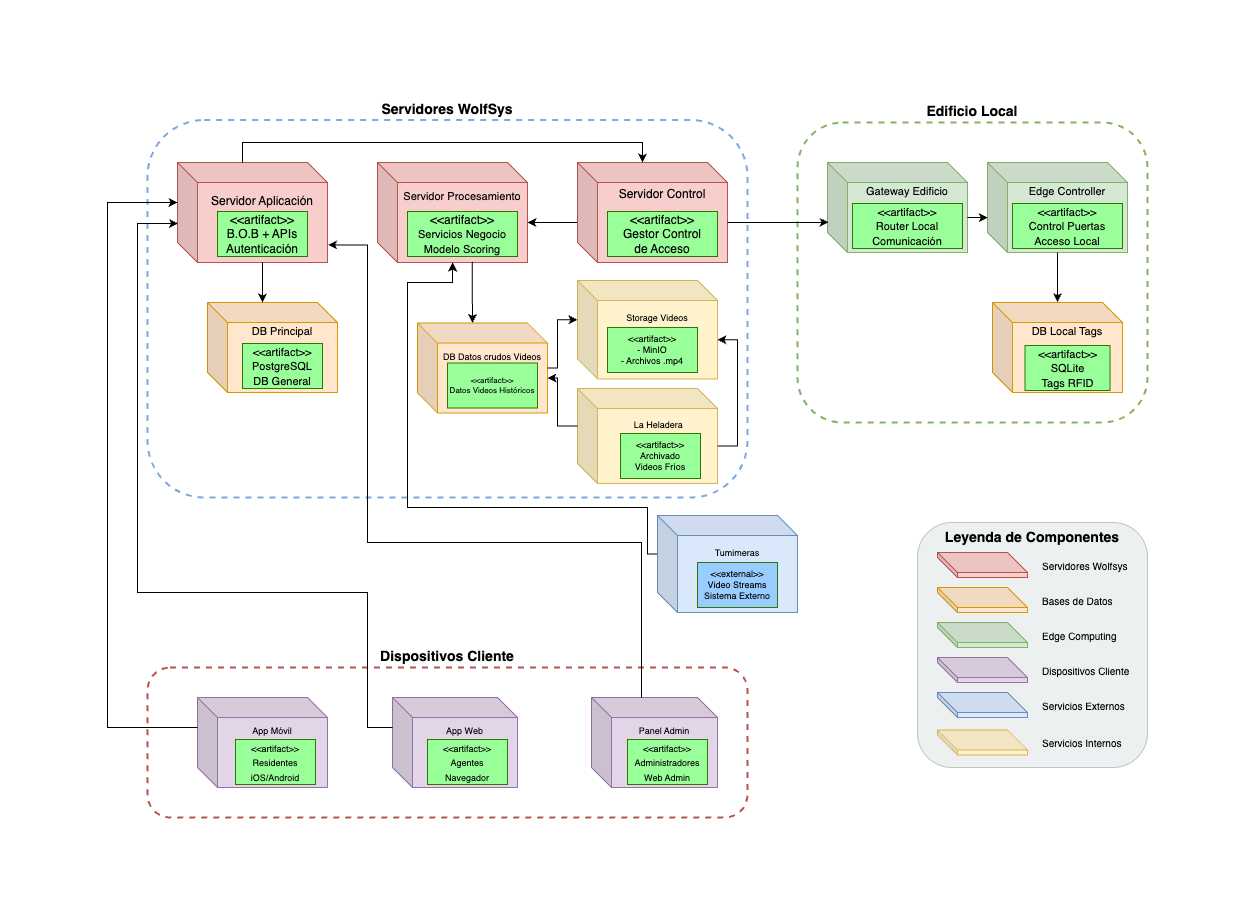 Servidores WolfSys
Edificio Local
Servidor Aplicación
<<artifact>>
B.O.B + APIs
Autenticación
Servidor Procesamiento
<<artifact>>
Servicios Negocio
Modelo Scoring
Servidor Control
<<artifact>>
Gestor Control
de Acceso
Gateway Edificio
<<artifact>>
Router Local
Comunicación
Edge Controller
<<artifact>>
Control Puertas
Acceso Local
DB Principal
<<artifact>>
PostgreSQL
DB General
DB Datos crudos Videos
<<artifact>>
Datos Videos Históricos
Storage Videos
<<artifact>>
- MinIO
- Archivos .mp4
La Heladera
<<artifact>>
Archivado
Videos Fríos
DB Local Tags
<<artifact>>
SQLite
Tags RFID
Tumimeras
<<external>>
Video Streams
Sistema Externo
Leyenda de Componentes
Servidores Wolfsys
Bases de Datos
Edge Computing
Dispositivos Cliente
Servicios Externos
Servicios Internos
Dispositivos Cliente
App Móvil
<<artifact>>
Residentes
iOS/Android
App Web
<<artifact>>
Agentes
Navegador
Panel Admin
<<artifact>>
Administradores
Web Admin